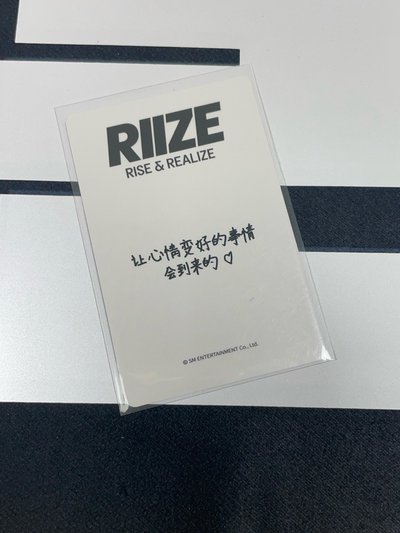 RIIZE
RISE & REALIZE
让心情变好的事情
会到来的♡
© SM ENTERTAINMENT Co., Ltd.